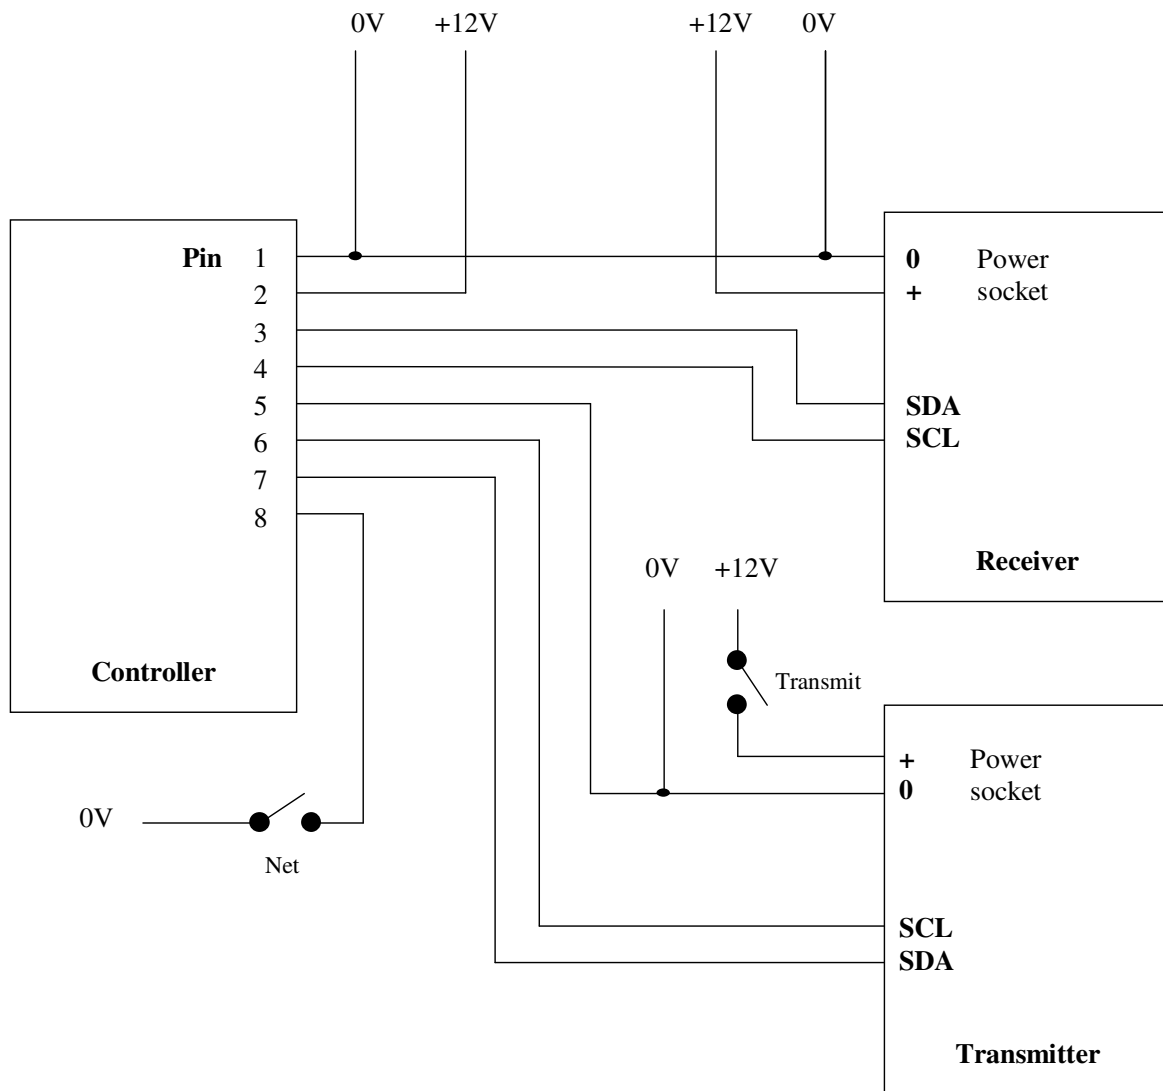 0V +12V +12V 0V
Pin 1
2
3
4
5
6
7
8
Controller
0 Power
+ socket
SDA
SCL
Receiver
0V +12V
Transmit
0V
Net
+ Power
0 socket
SCL
SDA
Transmitter